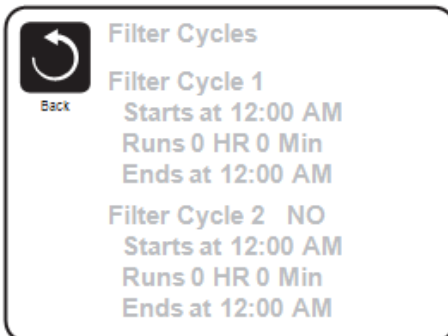 Filter Cycles
Back
Filter Cycle 1
Starts at 12:00 AM
Runs 0 HR 0 Min
Ends at 12:00 AM
Filter Cycle 2 NO
Starts at 12:00 AM
Runs 0 HR 0 Min
Ends at 12:00 AM